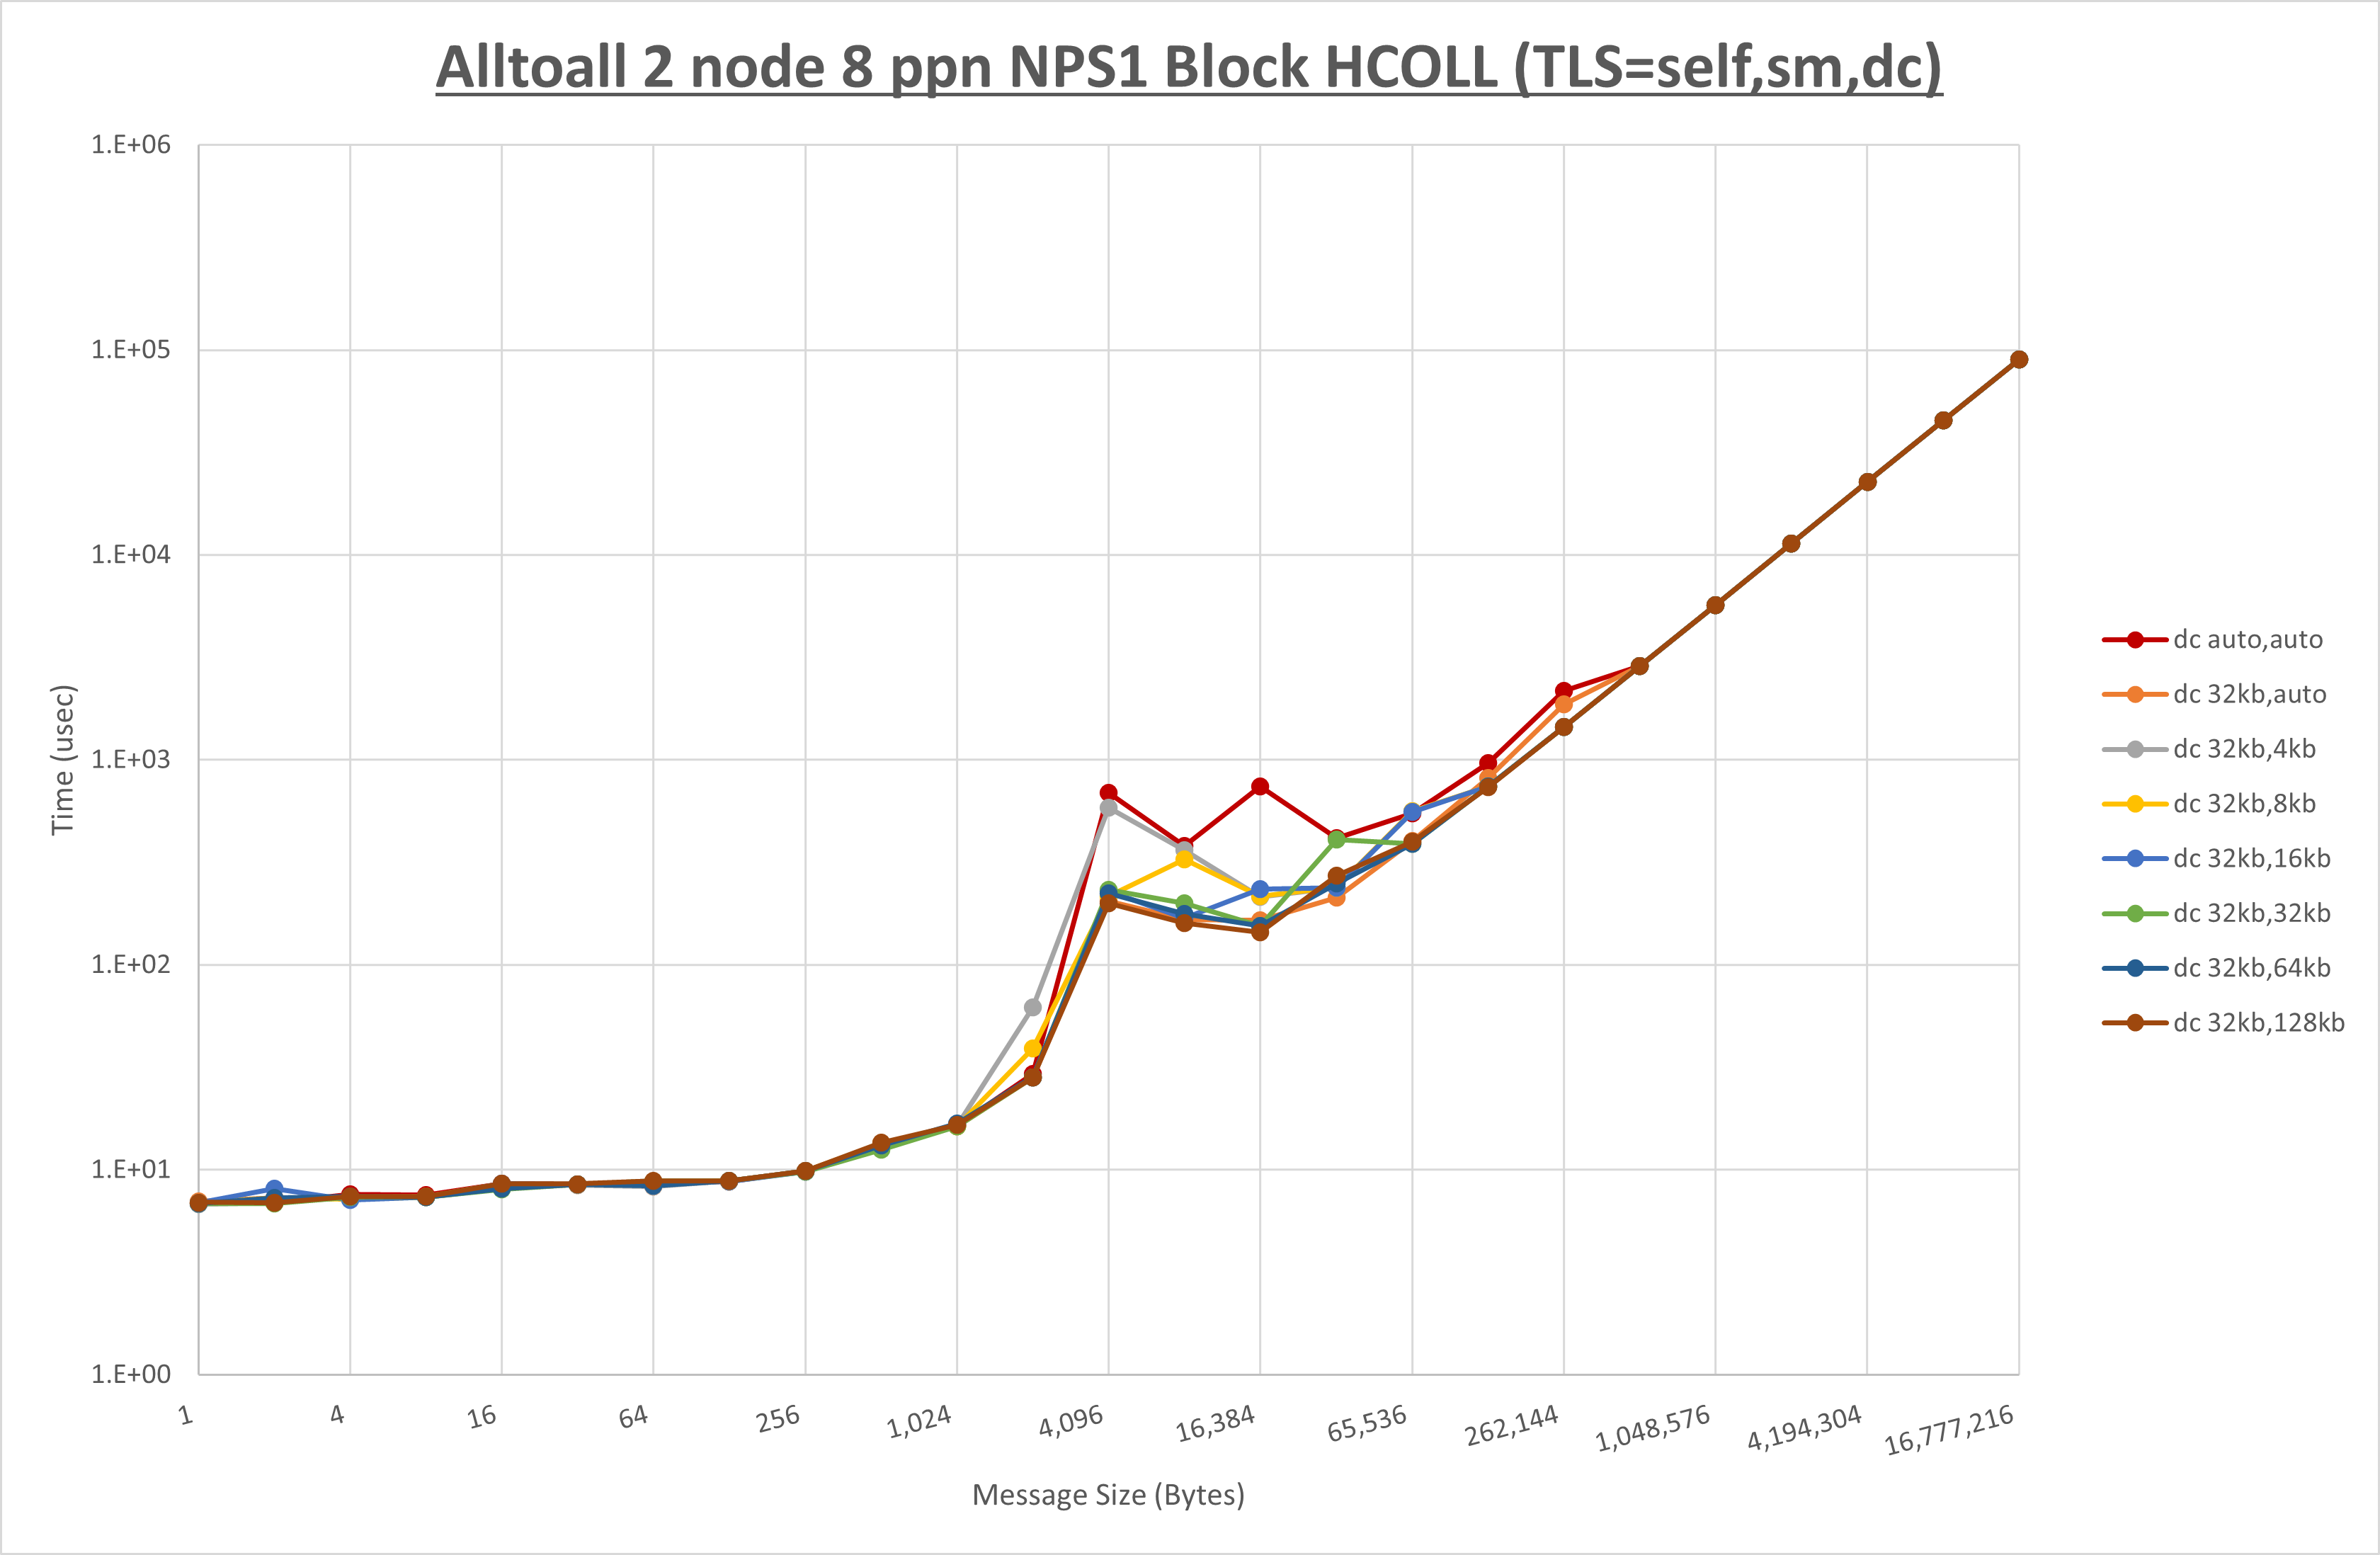 Alltoall 2 node 8 ppn NPS1 Block HCOLL (TLS=self,sm,dc)
1.E+06
1.E+05
1.E+04
1.E+03
1.E+02
1.E+01
1.E+00
Time (usec)
1
4
16
64
256
1,024
4,096
16,384
65,536
262,144
1,048,576
4,194,304
16,777,216
Message Size (Bytes)
dc auto,auto
dc 32kb,auto
dc 32kb,4kb
dc 32kb,8kb
dc 32kb,16kb
dc 32kb,32kb
dc 32kb,64kb
dc 32kb,128kb